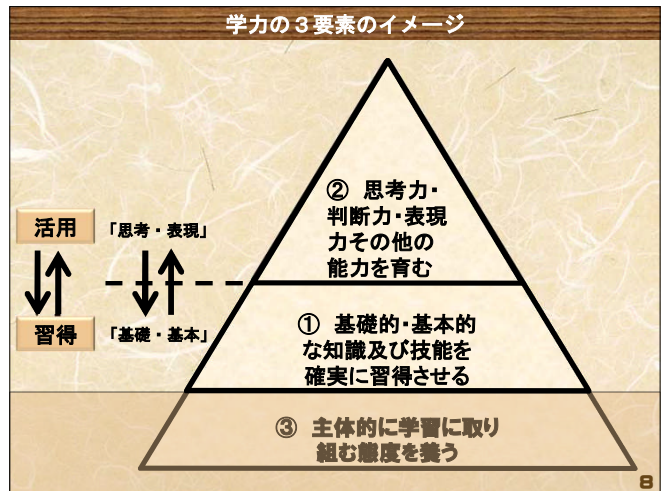 学力の３要素のイメージ
② 思考力・
判断力・表現
力その他の
能力を育む
活用
「思考・表現」
習得
「基礎・基本」
① 基礎的・基本的
な知識及び技能を
確実に習得させる
③ 主体的に学習に取り
組む態度を養う
8